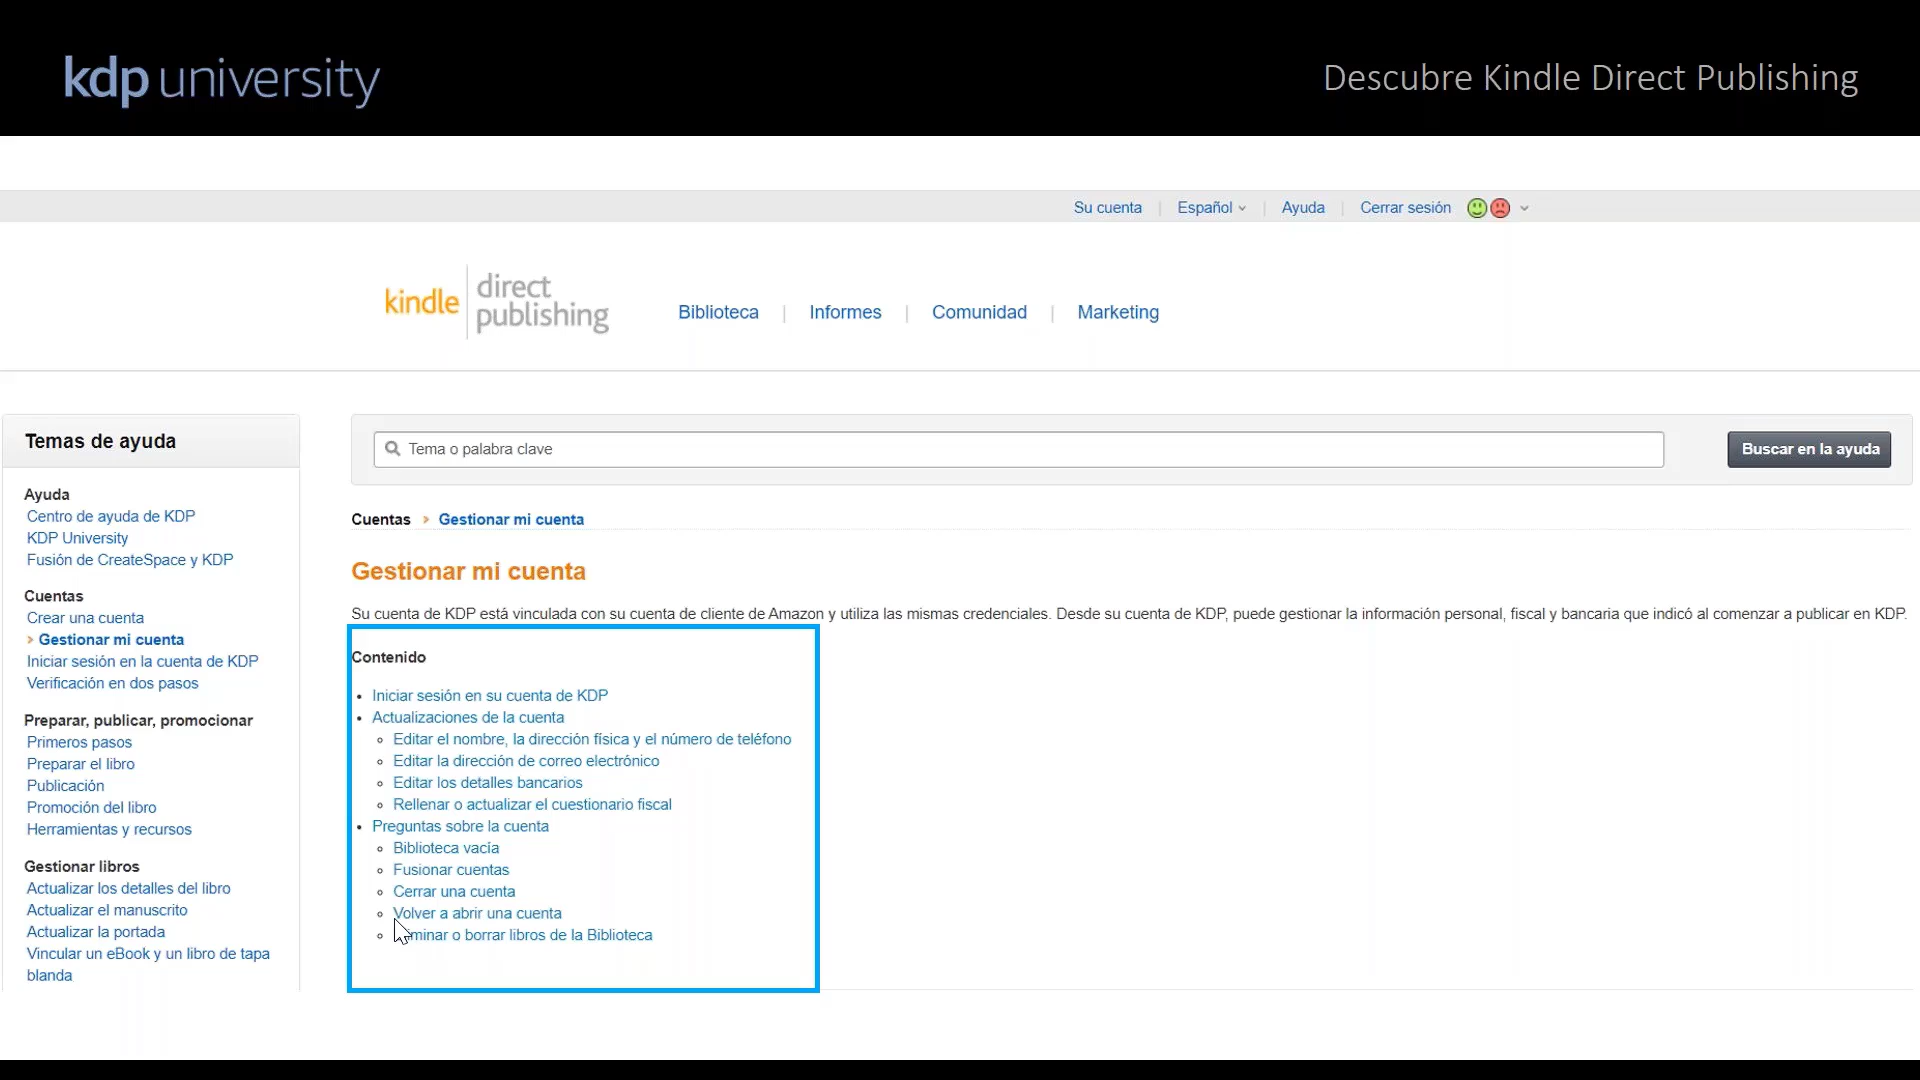 kdp university
Descubre Kindle Direct Publishing
Su cuenta | Español | Ayuda | Cerrar sesión
kindle direct publishing
Biblioteca | Informes | Comunidad | Marketing
Temas de ayuda
Ayuda
Centro de ayuda de KDP
KDP University
Fusión de CreateSpace y KDP
Cuentas
Crear una cuenta
› Gestionar mi cuenta
Iniciar sesión en la cuenta de KDP
Verificación en dos pasos
Preparar, publicar, promocionar
Primeros pasos
Preparar el libro
Publicación
Promoción del libro
Herramientas y recursos
Gestionar libros
Actualizar los detalles del libro
Actualizar el manuscrito
Actualizar la portada
Vincular un eBook y un libro de tapa
blanda
Tema o palabra clave
Buscar en la ayuda
Cuentas › Gestionar mi cuenta
Gestionar mi cuenta
Su cuenta de KDP está vinculada con su cuenta de cliente de Amazon y utiliza las mismas credenciales. Desde su cuenta de KDP, puede gestionar la información personal, fiscal y bancaria que indicó al comenzar a publicar en KDP.
Contenido
Iniciar sesión en su cuenta de KDP
Actualizaciones de la cuenta
Editar el nombre, la dirección física y el número de teléfono
Editar la dirección de correo electrónico
Editar los detalles bancarios
Rellenar o actualizar el cuestionario fiscal
Preguntas sobre la cuenta
Biblioteca vacía
Fusionar cuentas
Cerrar una cuenta
Volver a abrir una cuenta
o borrar libros de la Biblioteca